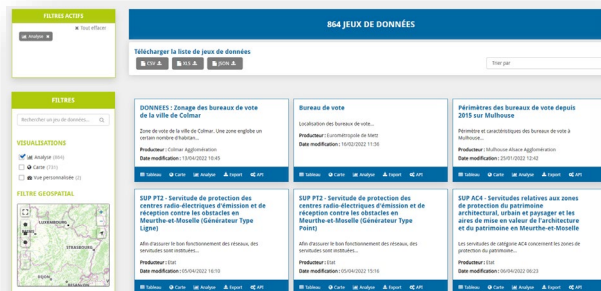 FILTRES ACTIFS
✖ Tout effacer
Analyse ✖
864 JEUX DE DONNÉES
Télécharger la liste de jeux de données
CSV
XLS
JSON
Trier par
FILTRES
Rechercher un jeu de données...
VISUALISATIONS
Analyse (864)
Carte (731)
Vue personnalisée (2)
FILTRE GEOSPATIAL
LUXEMBOURG
STRASBOURG
DIJON
BESANÇON
DONNEES : Zonage des bureaux de vote
de la ville de Colmar
Zone de vote de la ville de Colmar. Une zone englobe un
certain nombre d'habitan...
Producteur : Colmar Agglomération
Date modification : 13/04/2022 10:45
Tableau Carte Analyse Export API
Bureau de vote
Localisation des bureaux de vote...
Producteur : Eurométropole de Metz
Date modification : 16/02/2022 11:36
Tableau Carte Analyse Export API
Périmètres des bureaux de vote depuis
2015 sur Mulhouse
Périmètre et caractéristiques des bureaux de vote à
Mulhouse...
Producteur : Mulhouse Alsace Agglomération
Date modification : 25/01/2022 12:42
Tableau Carte Analyse Export API
SUP PT2 - Servitude de protection des
centres radio-électriques d'émission et de
réception contre les obstacles en
Meurthe-et-Moselle (Générateur Type
Ligne)
Afin d'assurer le bon fonctionnement des réseaux, des
servitudes sont instituées...
Producteur : Etat
Date modification : 05/04/2022 16:10
Tableau Carte Analyse Export API
SUP PT2 - Servitude de protection des
centres radio-électriques d'émission et de
réception contre les obstacles en
Meurthe-et-Moselle (Générateur Type
Point)
Afin d'assurer le bon fonctionnement des réseaux, des
servitudes sont instituées...
Producteur : Etat
Date modification : 05/04/2022 15:16
Tableau Carte Analyse Export API
SUP AC4 - Servitudes relatives aux zones
de protection du patrimoine
architectural, urbain et paysager et les
aires de mise en valeur de l'architecture
et du patrimoine en Meurthe-et-Moselle
Les servitudes de catégorie AC4 concernent les zones de
protection du patrimoine...
Producteur : Etat
Date modification : 06/04/2022 06:23
Tableau Carte Analyse Export API